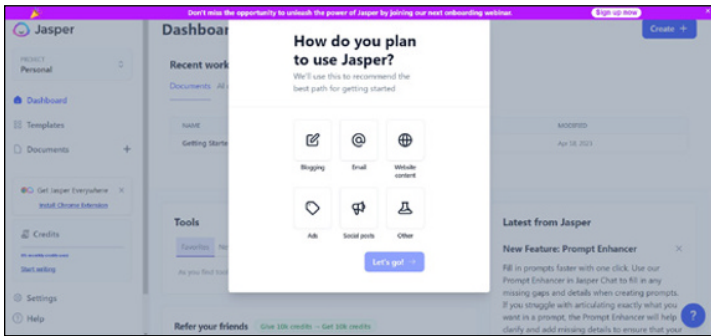 Don't miss the opportunity to unleash the power of Jasper by joining our next onboarding webinar.
Sign up now
Jasper
PROJECT
Personal
Dashboard
Templates
Documents
Get Jasper Everywhere
Install Chrome Extension
Credits
Start writing
Settings
Help
Dashboar
Create +
Recent work
Documents
NAME
MODIFIED
Getting Starte
Apr 18, 2023
How do you plan
to use Jasper?
We'll use this to recommend the
best path for getting started
Blogging
Email
Website
content
Ads
Social posts
Other
Let's go!
Tools
Favorites
As you find
Refer your friends
Give 10k credits – Get 10k credits
Latest from Jasper
New Feature: Prompt Enhancer
Fill in prompts faster with one click. Use our
Prompt Enhancer in Jasper Chat to fill in any
missing gaps and details when creating prompts.
If you struggle with articulating exactly what you
want in a prompt, the Prompt Enhancer will help
clarify and add missing details to ensure that your
?